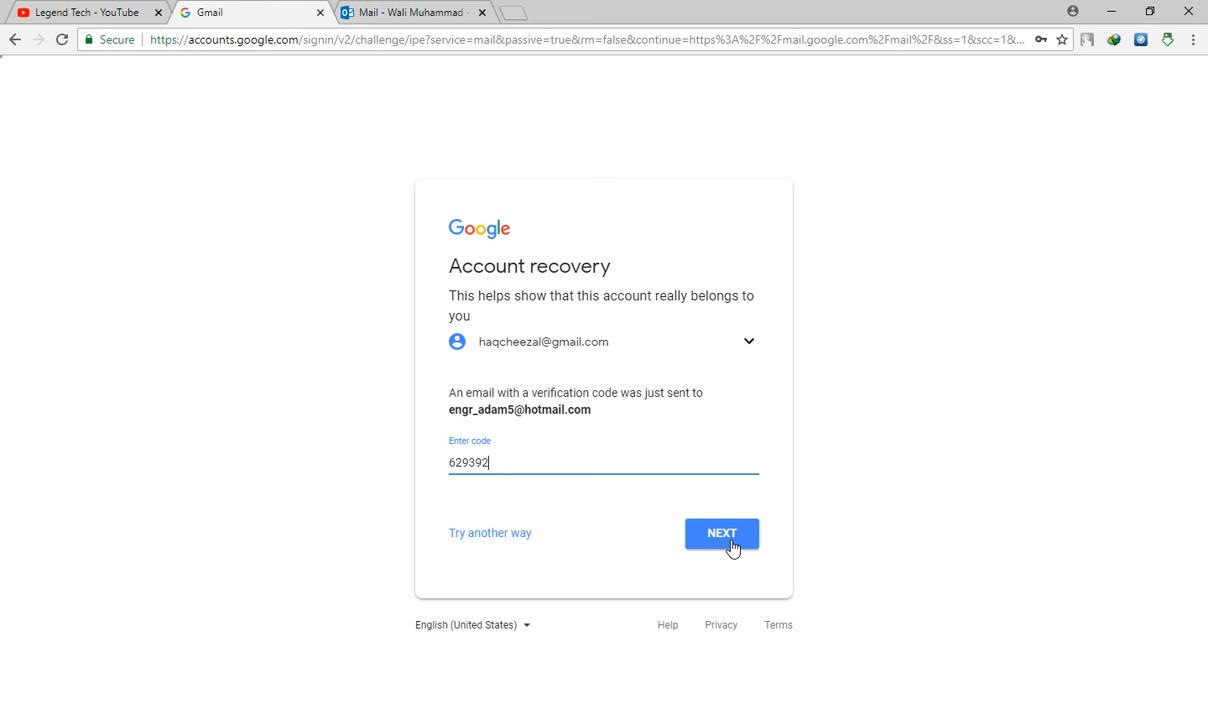 Legend Tech - YouTube
Gmail
Mail - Wali Muhammad -
Secure
https://accounts.google.com/signin/v2/challenge/ipe?service=mail&passive=true&rm=false&continue=https%3A%2F%2Fmail.google.com%2Fmail%2F&ss=1&scc=1&...
Google
Account recovery
This helps show that this account really belongs to
you
haqcheezal@gmail.com
An email with a verification code was just sent to
engr_adam5@hotmail.com
Enter code
629392
Try another way
NEXT
English (United States)
Help
Privacy
Terms